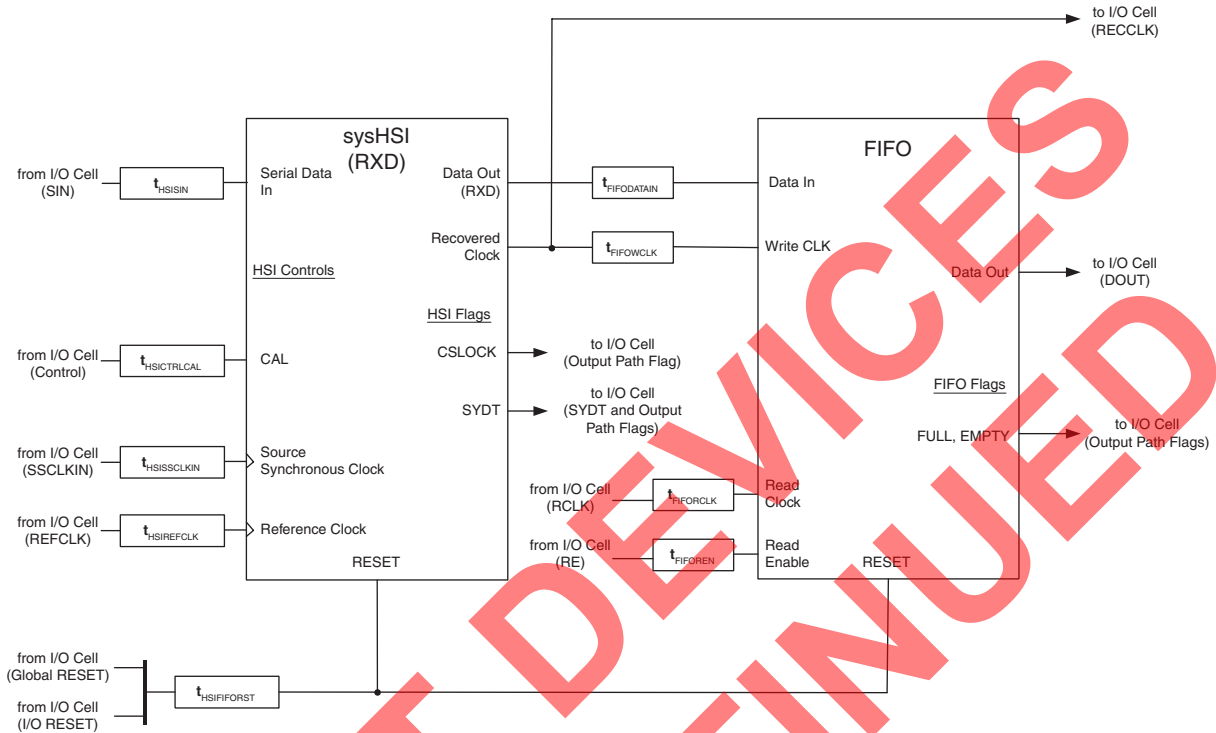 to I/O Cell
(RECCLK)
sysHSI
(RXD)
FIFO
from I/O Cell
(SIN)
tHSISIN
Serial Data
In
Data Out
(RXD)
tFIFODATAIN
Data In
Recovered
Clock
tFIFOWCLK
Write CLK
HSI Controls
Data Out
to I/O Cell
(DOUT)
HSI Flags
from I/O Cell
(Control)
tHSICTRLCAL
CAL
CSLOCK
to I/O Cell
(Output Path Flag)
SYDT
to I/O Cell
(SYDT and Output
Path Flags)
FIFO Flags
FULL, EMPTY
to I/O Cell
(Output Path Flags)
from I/O Cell
(SSCLKIN)
tHSISSCLKIN
Source
Synchronous Clock
from I/O Cell
(RCLK)
tFIFORCLK
Read
Clock
from I/O Cell
(REFCLK)
tHSIREFCLK
Reference Clock
from I/O Cell
(RE)
tFIFOREN
Read
Enable
RESET
RESET
from I/O Cell
(Global RESET)
tHSIFIFORST
from I/O Cell
(I/O RESET)
T DEVICES
TINUED